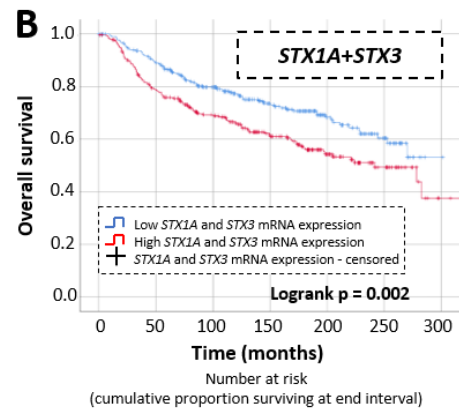 B
STX1A+STX3
Overall survival
1.0
0.8
0.6
0.4
0.2
0.0
Low STX1A and STX3 mRNA expression
High STX1A and STX3 mRNA expression
STX1A and STX3 mRNA expression - censored
Logrank p = 0.002
0 50 100 150 200 250 300
Time (months)
Number at risk
(cumulative proportion surviving at end interval)